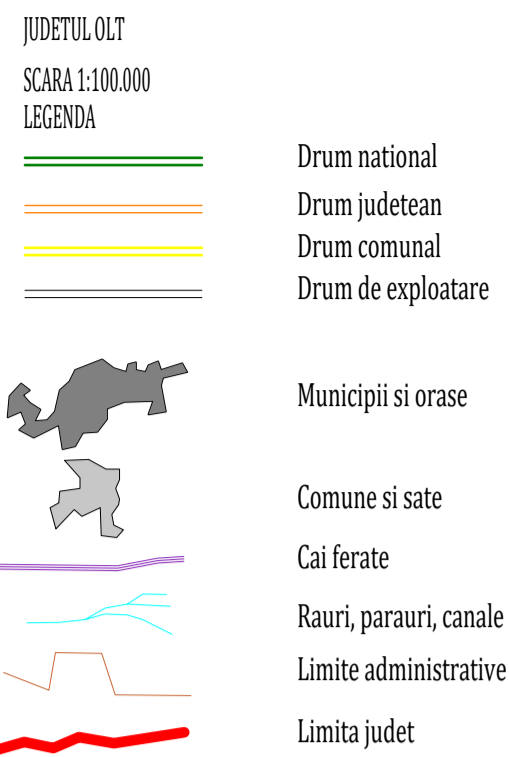 JUDETUL OLT
SCARA 1:100.000
LEGENDA
Drum national
Drum judetean
Drum comunal
Drum de exploatare
Municipii si orase
Comune si sate
Cai ferate
Rauri, parauri, canale
Limite administrative
Limita judet